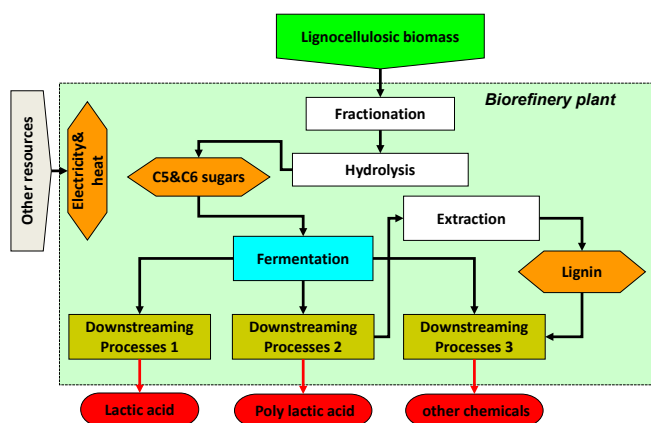 Lignocellulosic biomass
Biorefinery plant
Fractionation
Other resources
Electricity&
heat
C5&C6 sugars
Hydrolysis
Extraction
Fermentation
Lignin
Downstreaming
Processes 1
Downstreaming
Processes 2
Downstreaming
Processes 3
Lactic acid
Poly lactic acid
other chemicals